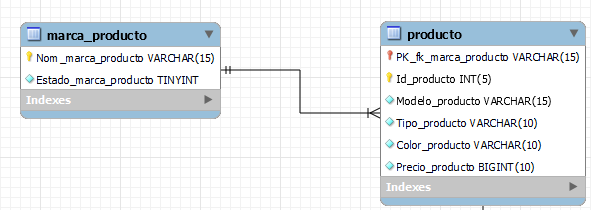 marca_producto
Nom _marca_producto VARCHAR(15)
Estado_marca_producto TINYINT
Indexes
producto
PK_fk_marca_producto VARCHAR(15)
Id_producto INT(5)
Modelo_producto VARCHAR(15)
Tipo_producto VARCHAR(10)
Color_producto VARCHAR(10)
Precio_producto BIGINT(10)
Indexes